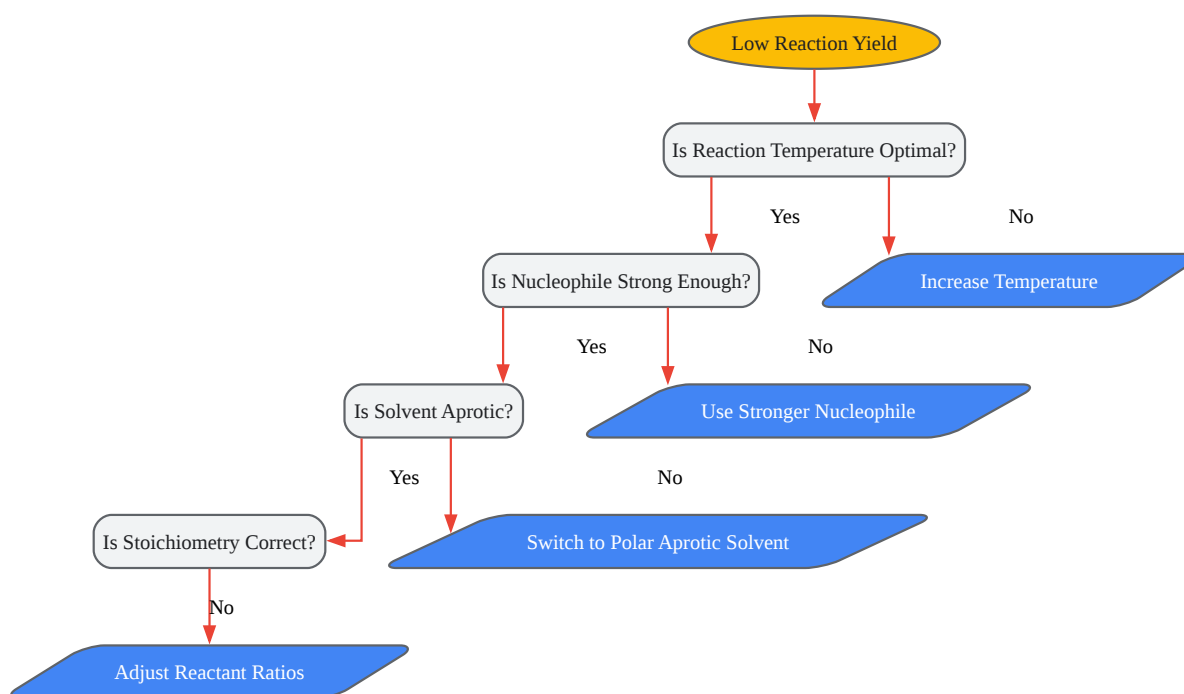 Low Reaction Yield
Is Reaction Temperature Optimal?
Yes
No
Is Nucleophile Strong Enough?
Increase Temperature
Yes
No
Is Solvent Aprotic?
Use Stronger Nucleophile
Yes
No
Is Stoichiometry Correct?
Switch to Polar Aprotic Solvent
No
Adjust Reactant Ratios